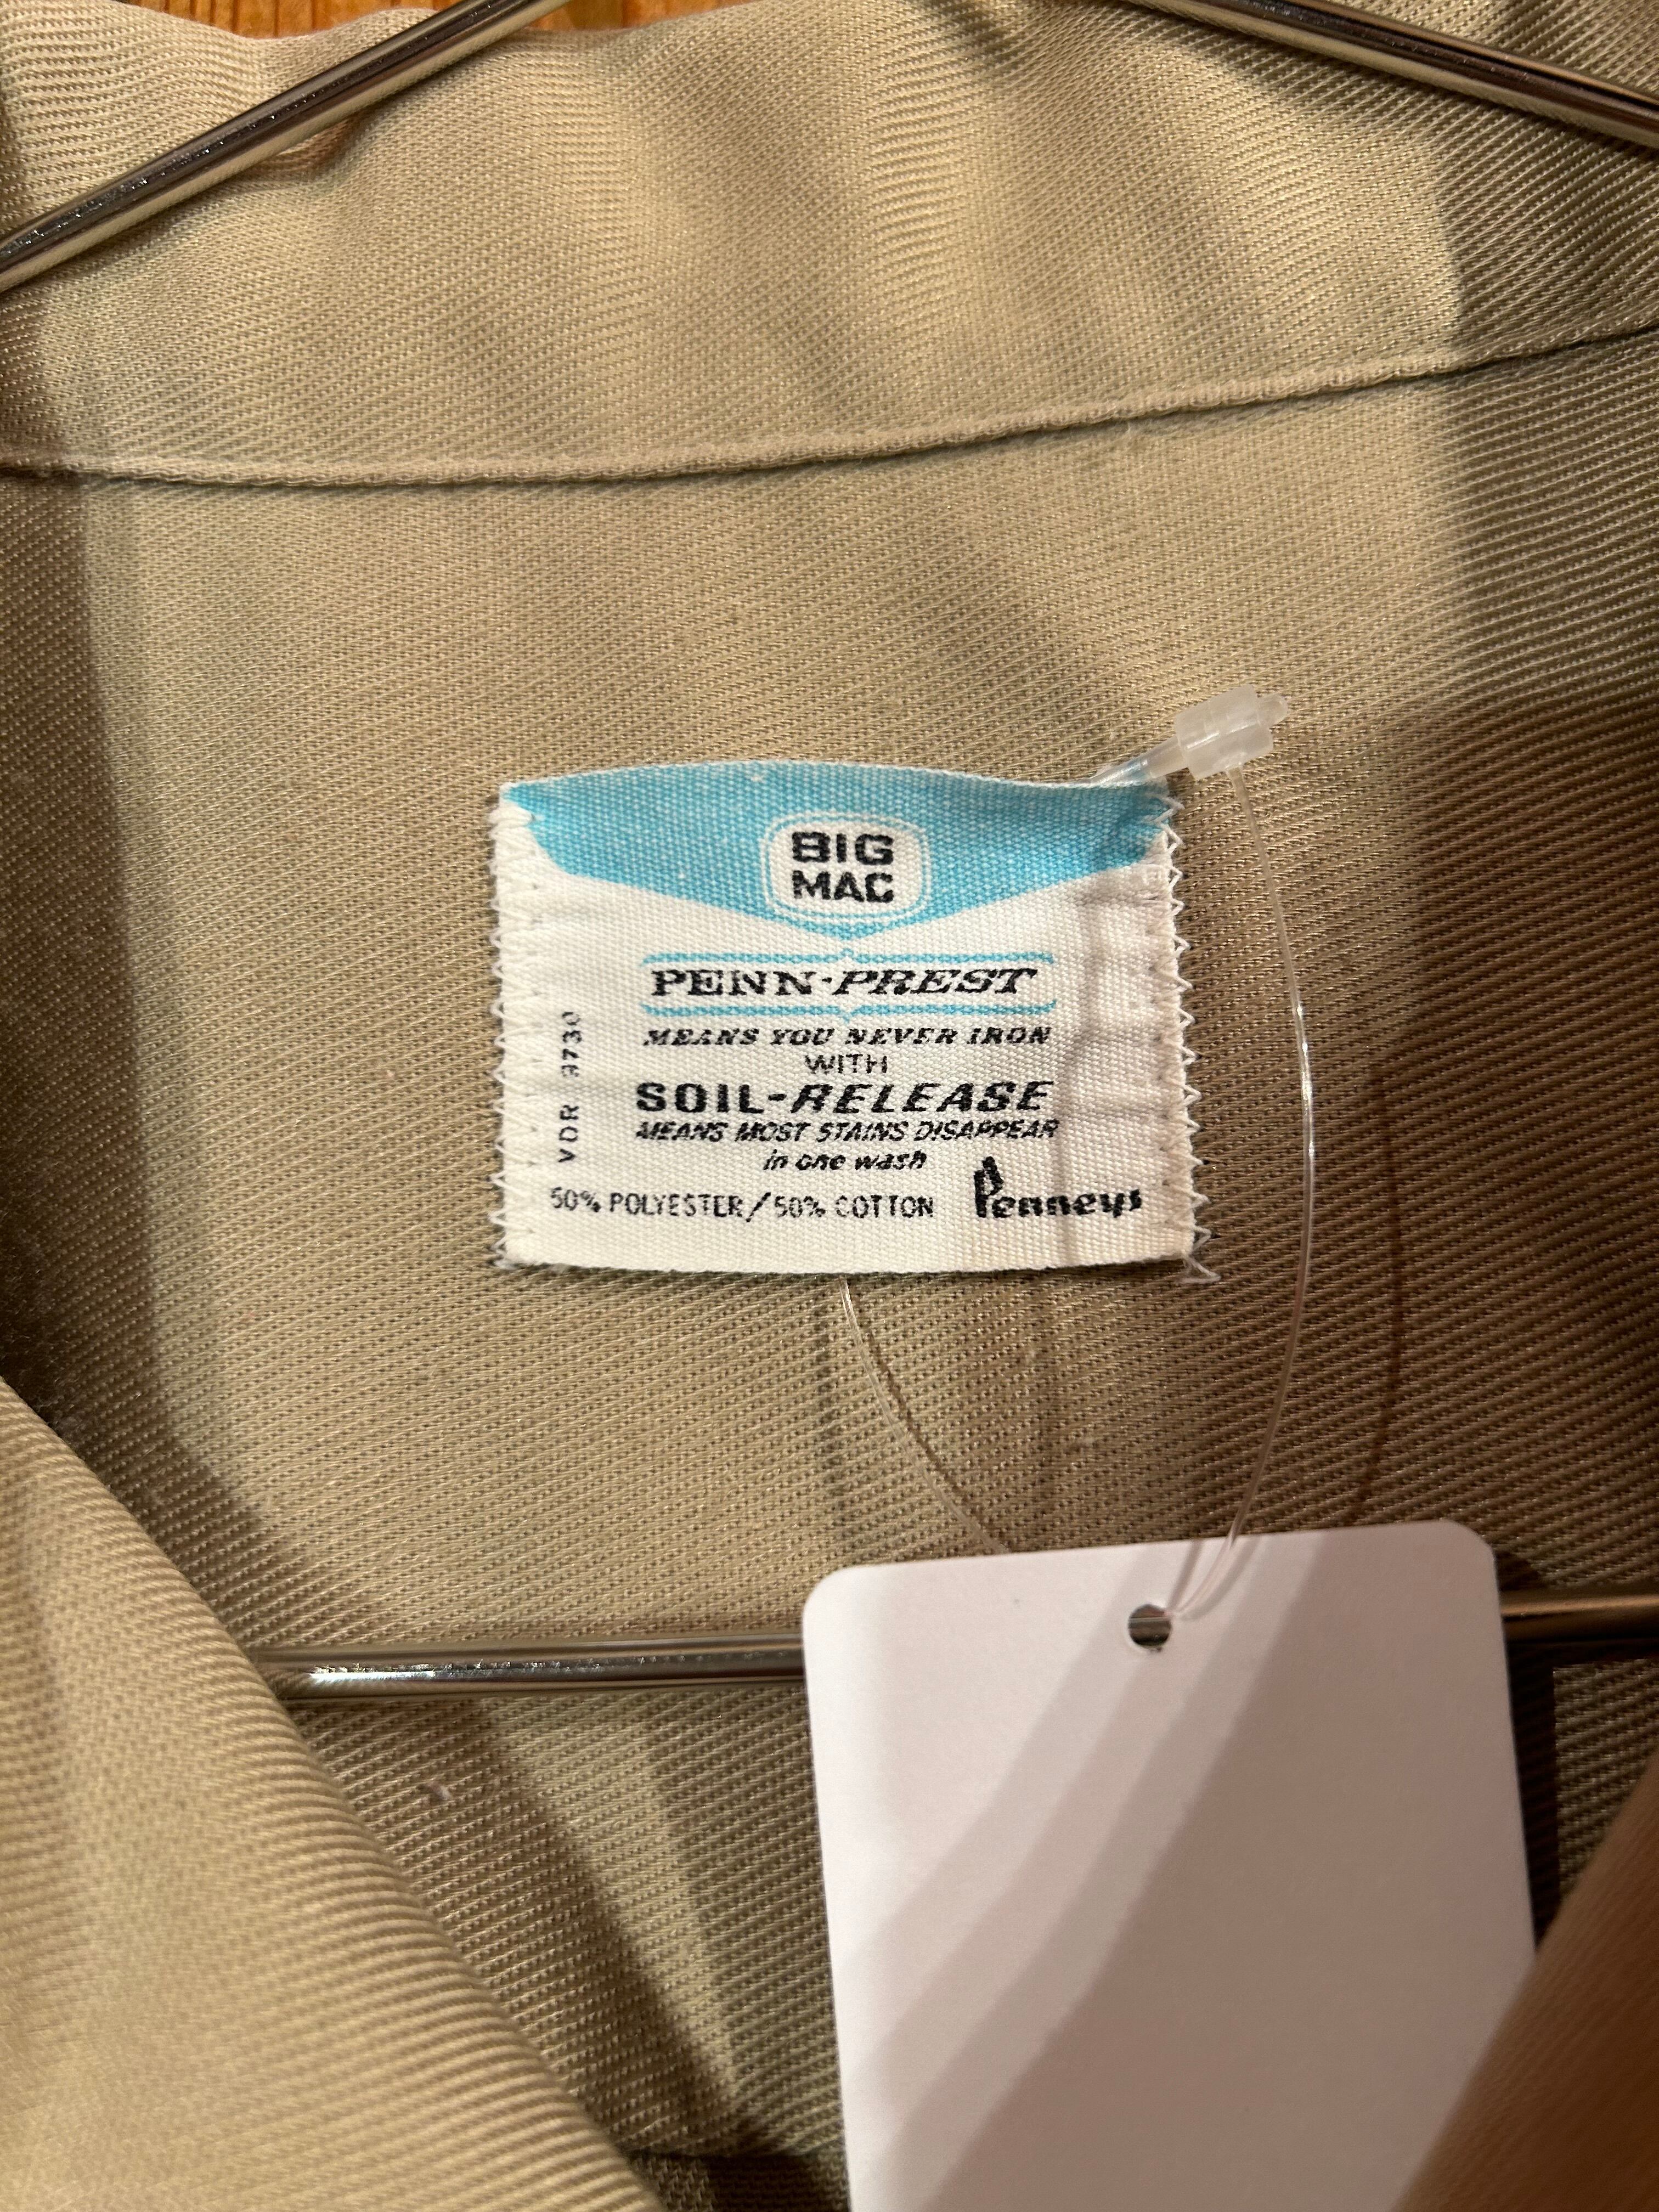 BIG
MAC
PENN-PREST
MEANS YOU NEVER IRON
WITH
SOIL-RELEASE
MEANS MOST STAINS DISAPPEAR
in one wash
50% POLYESTER/50% COTTON Penneys
VDR 9730